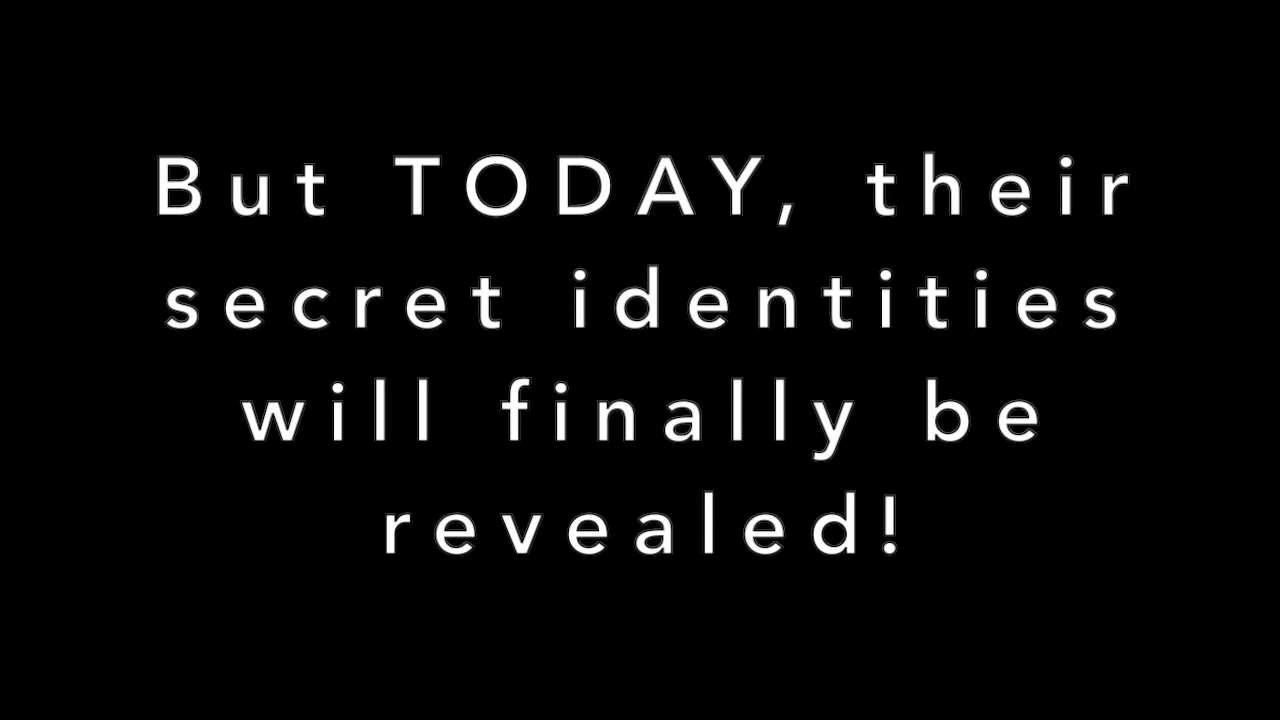 But TODAY, their
secret identities
will finally be
revealed!